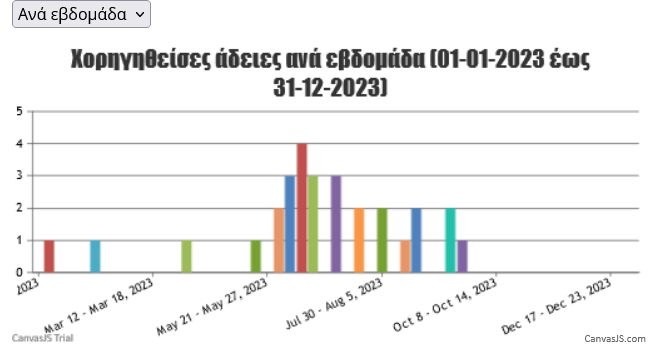 Ανά εβδομάδα
Χορηγηθείσες άδειες ανά εβδομάδα (01-01-2023 έως
31-12-2023)
5
4
3
2
1
0
2023
Mar 12 - Mar 18, 2023
May 21 - May 27, 2023
Jul 30 - Aug 5, 2023
Oct 8 - Oct 14, 2023
Dec 17 - Dec 23, 2023
CanvasJS Trial
CanvasJS.com